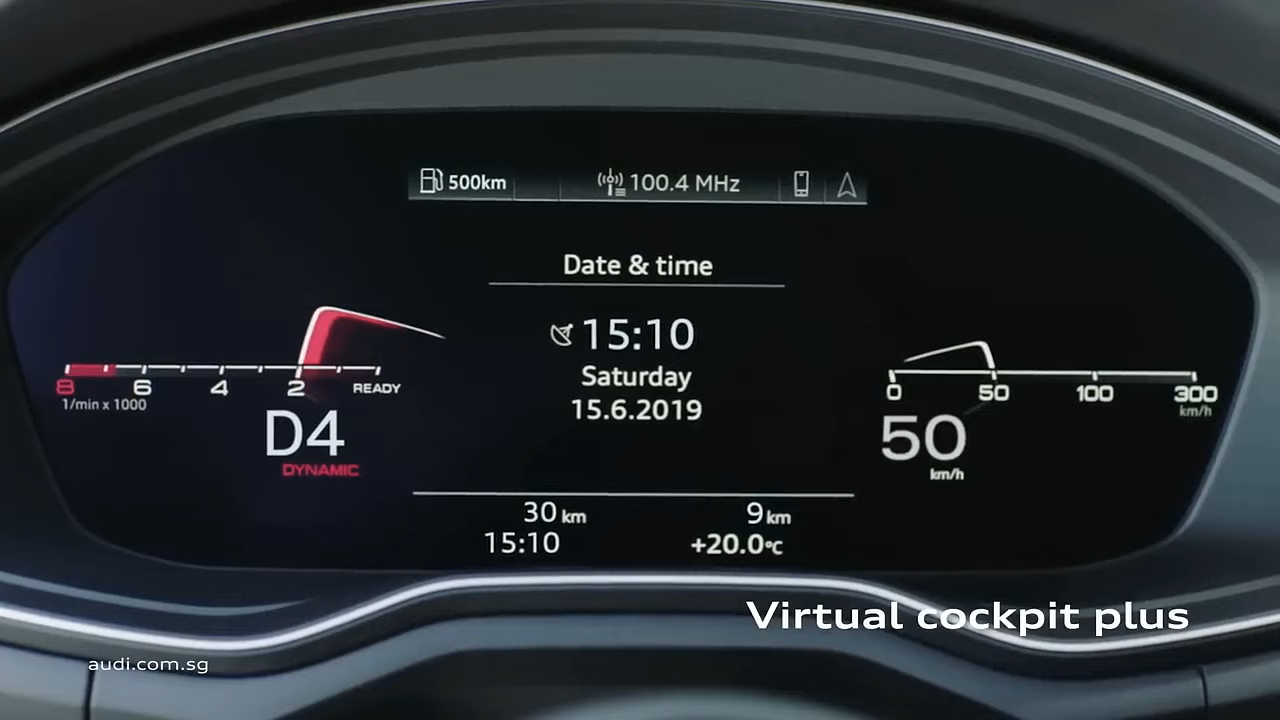 500km 100.4 MHz
Date & time
15:10
Saturday
15.6.2019
8 6 4 2 READY
1/min x 1000
D4
DYNAMIC
0 50 100 300
km/h
50
km/h
30 km 9 km
15:10 +20.0°C
Virtual cockpit plus
audi.com.sg